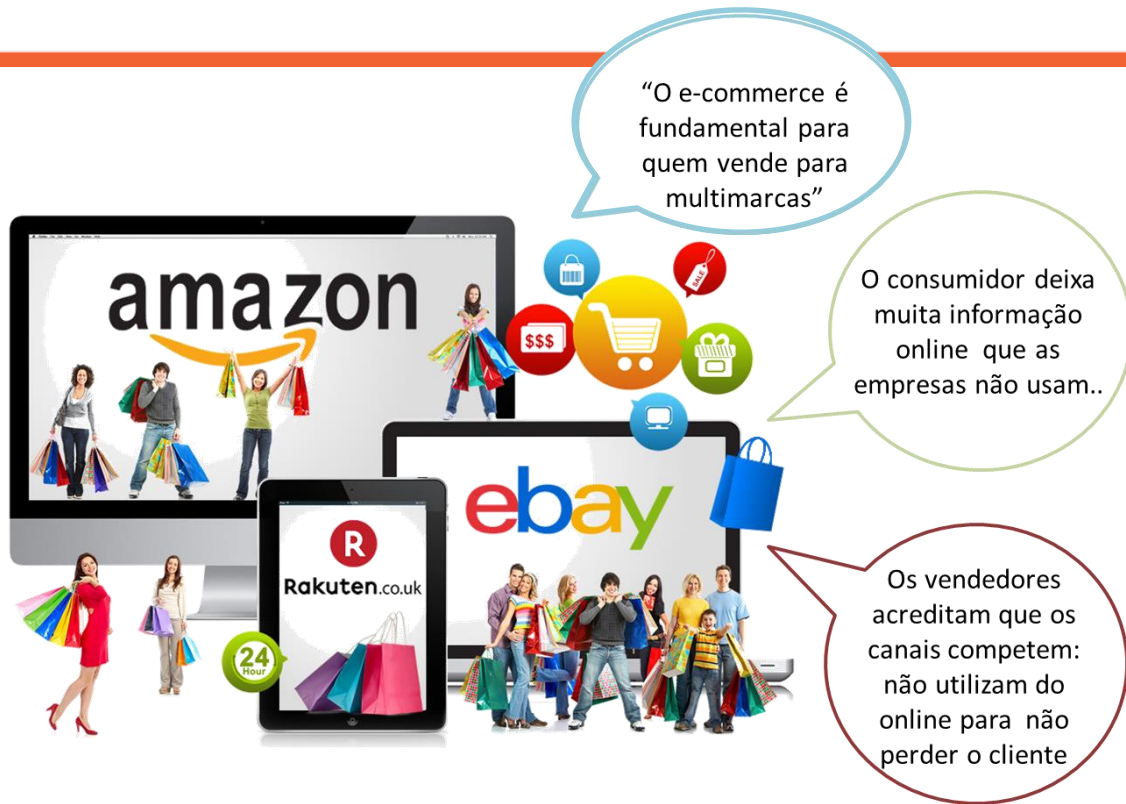 “O e-commerce é
fundamental para
quem vende para
multimarcas”
O consumidor deixa
muita informação
online que as
empresas não usam..
amazon
SALE
$$$
ebay
R
Rakuten.co.uk
24
Hour
Os vendedores
acreditam que os
canais competem:
não utilizam do
online para não
perder o cliente